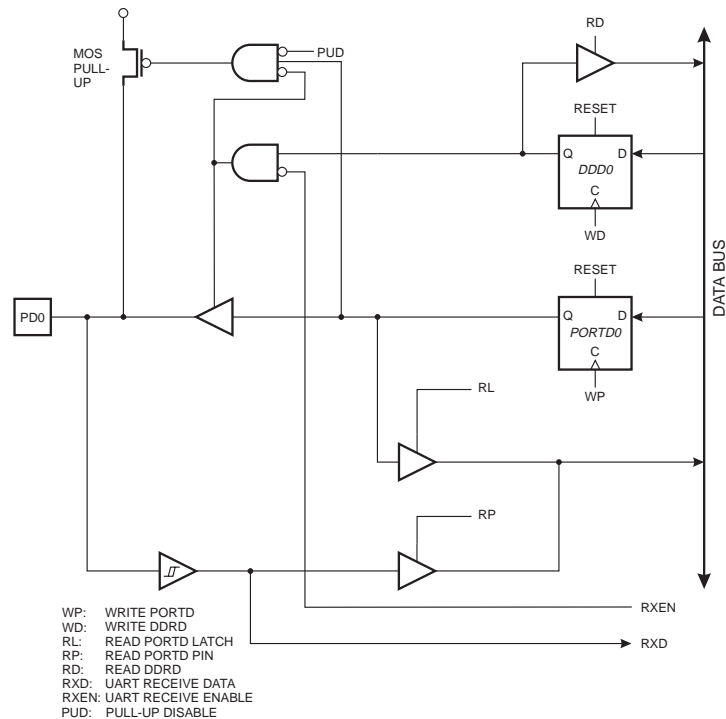 RD
MOS
PULL-
UP
PUD
RESET
Q D
DDD0
C
WD
DATA BUS
RESET
PD0
Q D
PORTD0
C
WP
RL
RP
RXEN
RXD
WP: WRITE PORTD
WD: WRITE DDRD
RL: READ PORTD LATCH
RP: READ PORTD PIN
RD: READ DDRD
RXD: UART RECEIVE DATA
RXEN: UART RECEIVE ENABLE
PUD: PULL-UP DISABLE